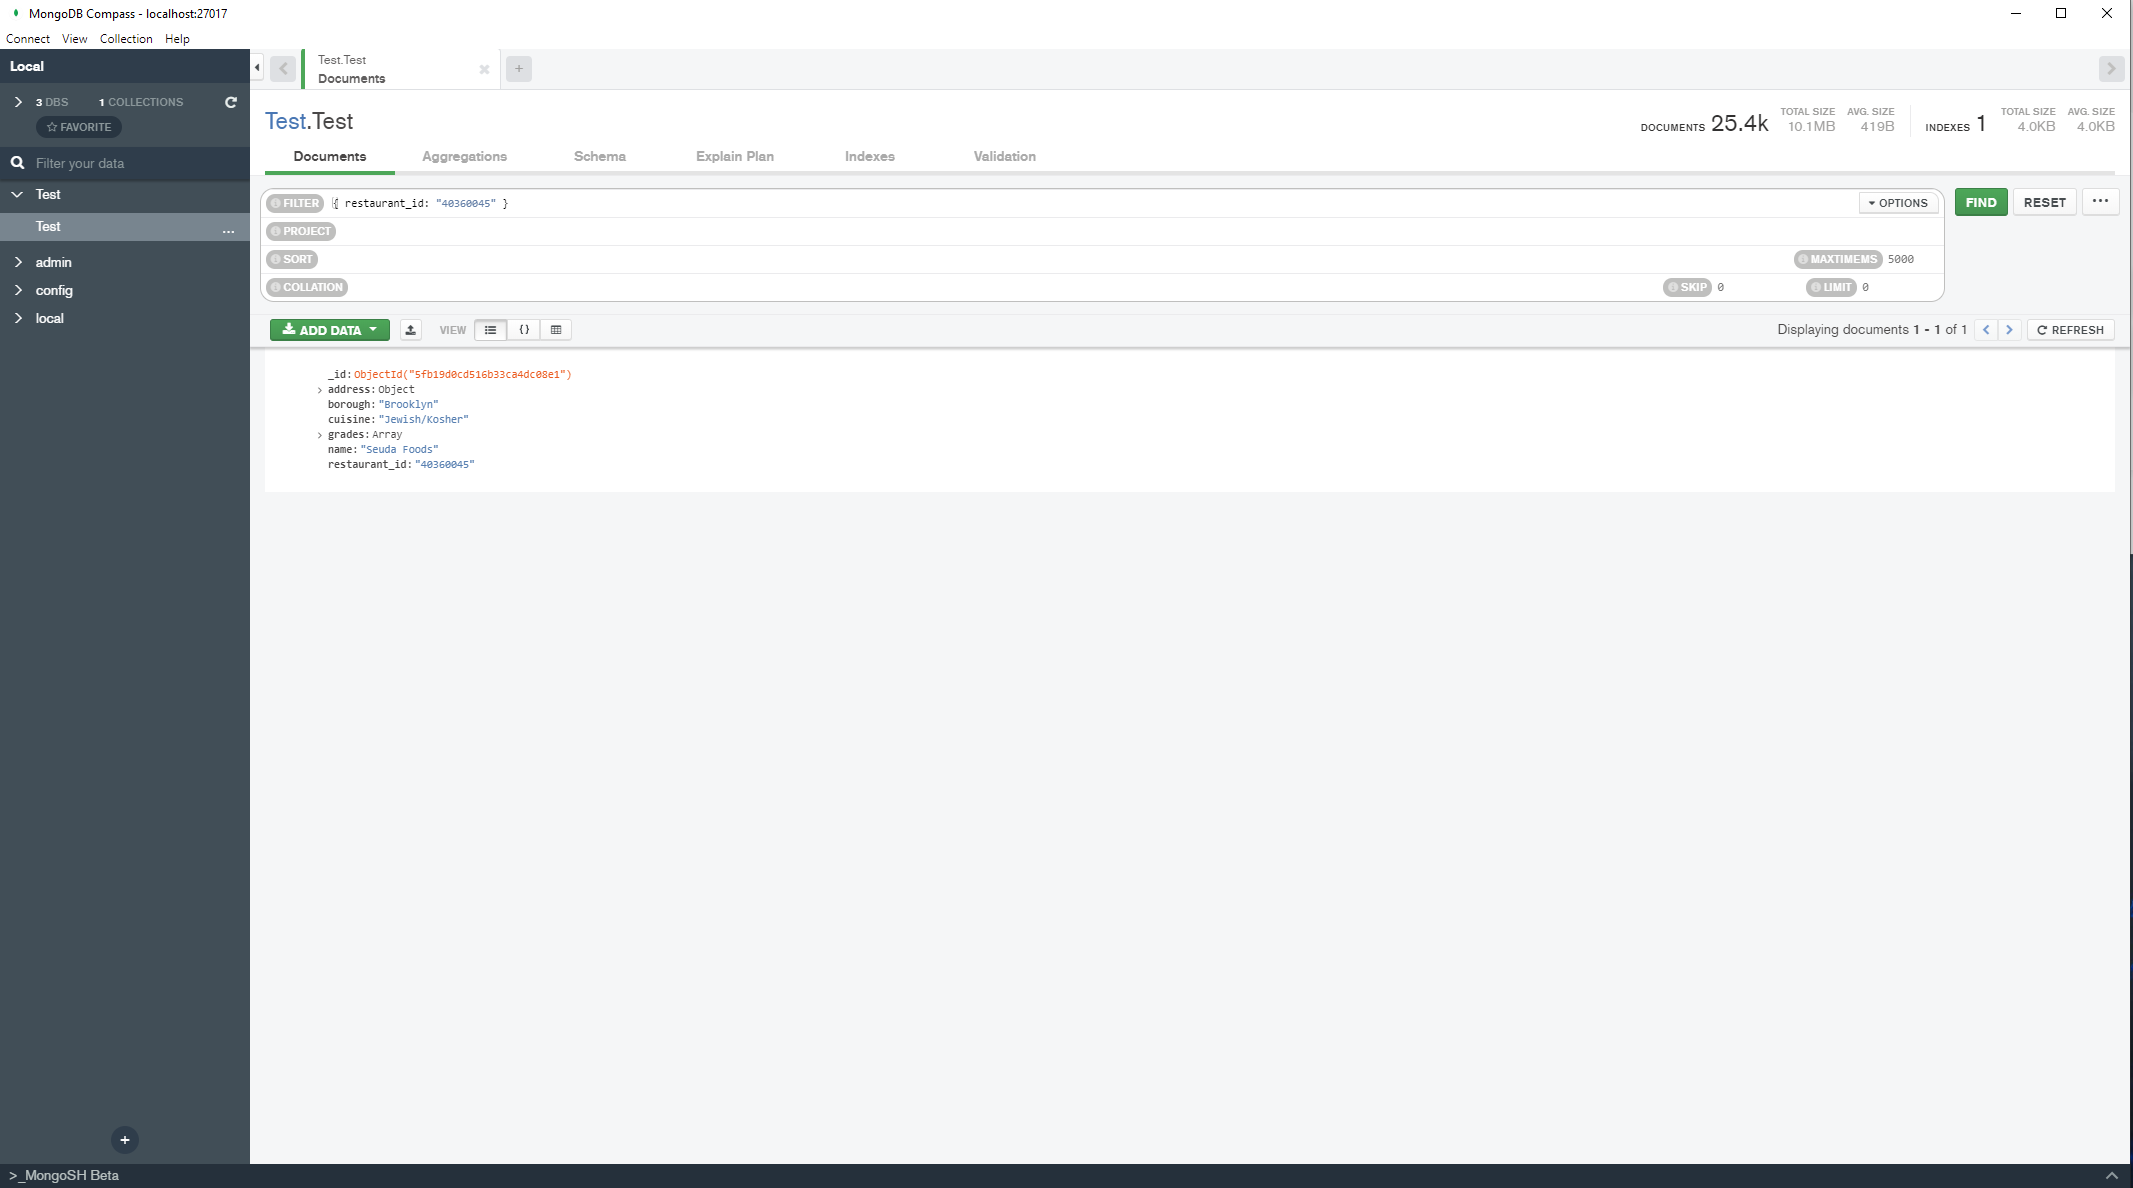 MongoDB Compass - localhost:27017
Connect View Collection Help
Local
3 DBS 1 COLLECTIONS
FAVORITE
Filter your data
Test
Test
...
admin
config
local
>_MongoSH Beta
Test.Test
Documents
Test.Test
DOCUMENTS 25.4k TOTAL SIZE 10.1MB AVG. SIZE 419B INDEXES 1 TOTAL SIZE 4.0KB AVG. SIZE 4.0KB
Documents Aggregations Schema Explain Plan Indexes Validation
FILTER { restaurant_id: "40360045" } OPTIONS FIND RESET ...
PROJECT
SORT MAXTIMEMS 5000
COLLATION SKIP 0 LIMIT 0
ADD DATA VIEW {} Displaying documents 1 - 1 of 1 < > REFRESH
_id: ObjectId("5fb19d0cd516b33ca4dc08e1")
> address: Object
borough: "Brooklyn"
cuisine: "Jewish/Kosher"
> grades: Array
name: "Seuda Foods"
restaurant_id: "40360045"